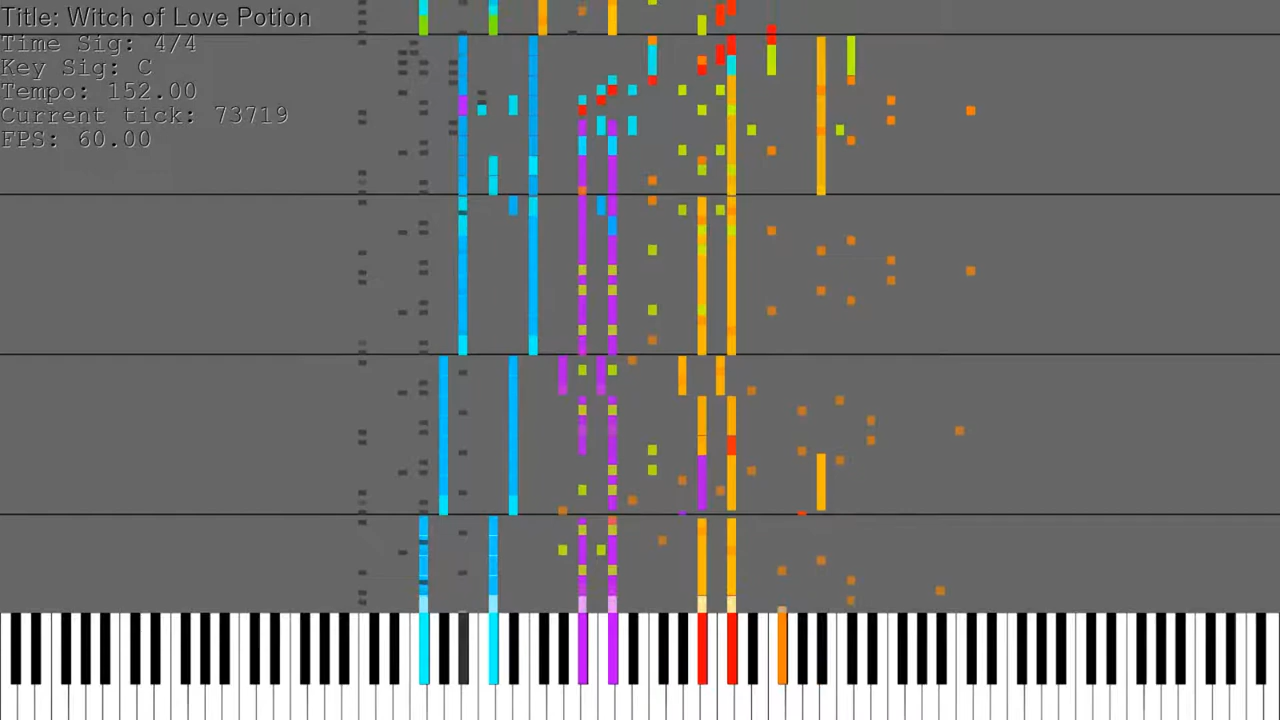 Title: Witch of Love Potion
Time Sig: 4/4
Key Sig: C
Tempo: 152.00
Current tick: 73719
FPS: 60.00